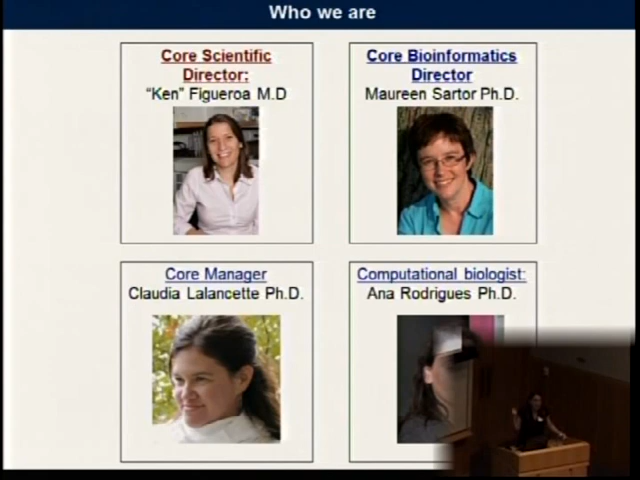 Who we are
Core Scientific
Director:
“Ken” Figueroa M.D
Core Bioinformatics
Director
Maureen Sartor Ph.D.
Core Manager
Claudia Lalancette Ph.D.
Computational biologist:
Ana Rodrigues Ph.D.